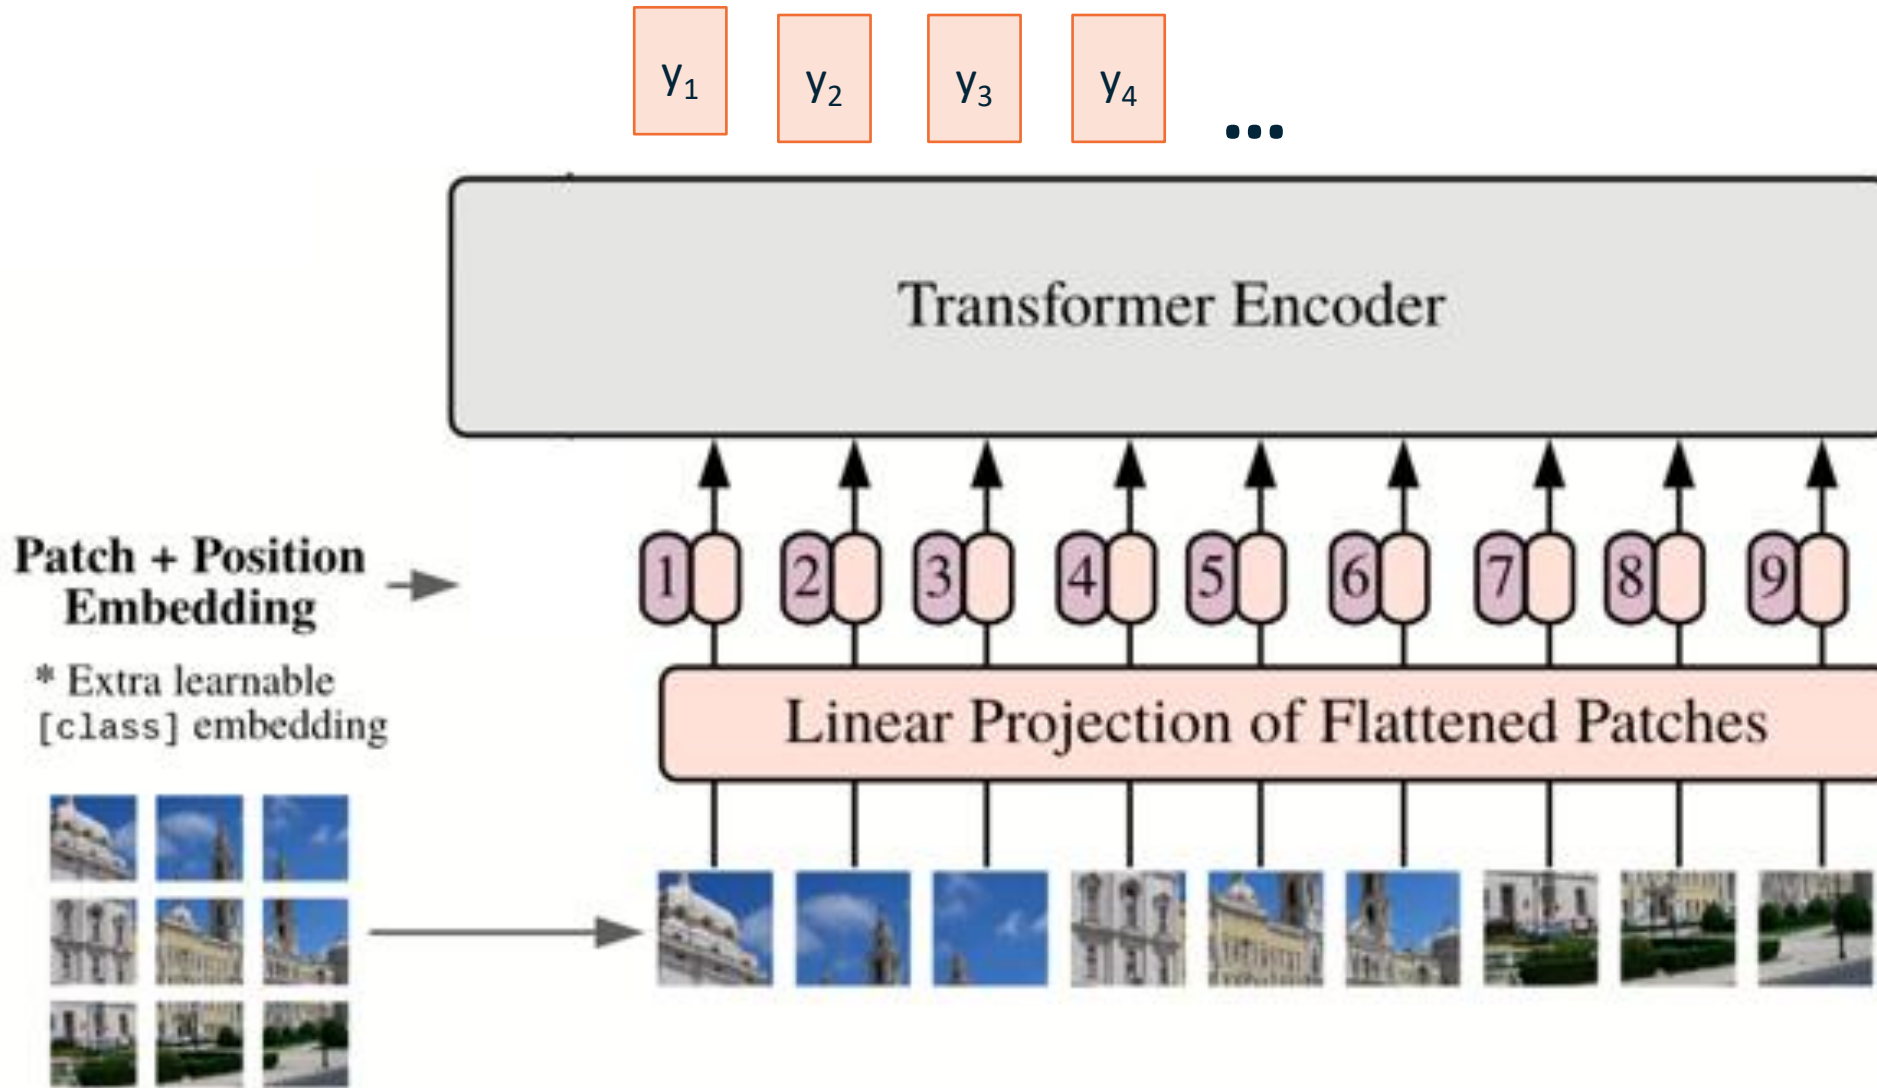 y1 y2 y3 y4 ...
Transformer Encoder
Patch + Position
Embedding
1 2 3 4 5 6 7 8 9
* Extra learnable
[class] embedding
Linear Projection of Flattened Patches